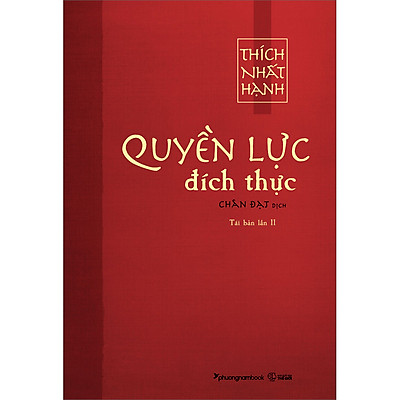 THÍCH
NHẤT
HẠNH
QUYỀN LỰC
đích thực
CHÂN ĐẠT DỊCH
Tái bản lần II
phuongnambook